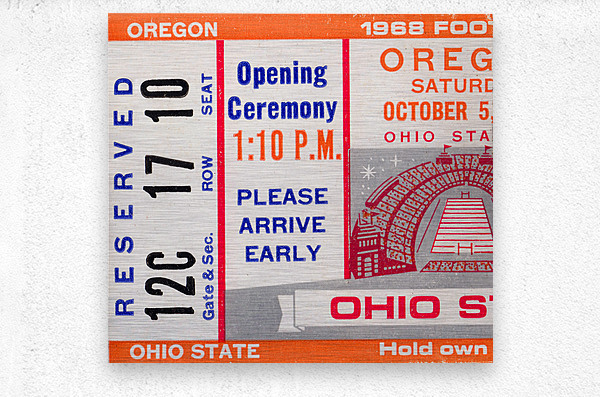 OREGON
1968 FOO
RESERVED
12C 17 10
Gate & Sec. ROW SEAT
Opening
Ceremony
1:10 P.M.
PLEASE
ARRIVE
EARLY
OREG
SATURD
OCTOBER 5,
OHIO STA
OHIO ST
OHIO STATE
Hold own